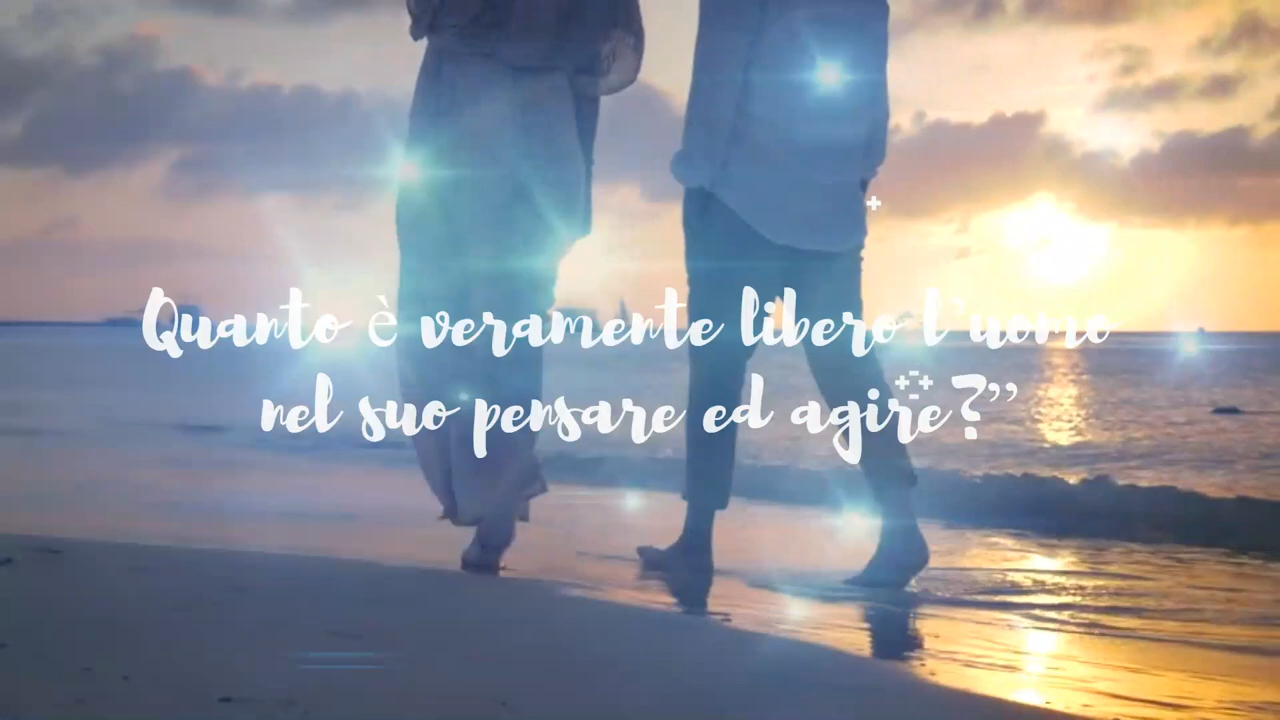 Quanto è veramente libero l'uomo
nel suo pensare ed agire?”